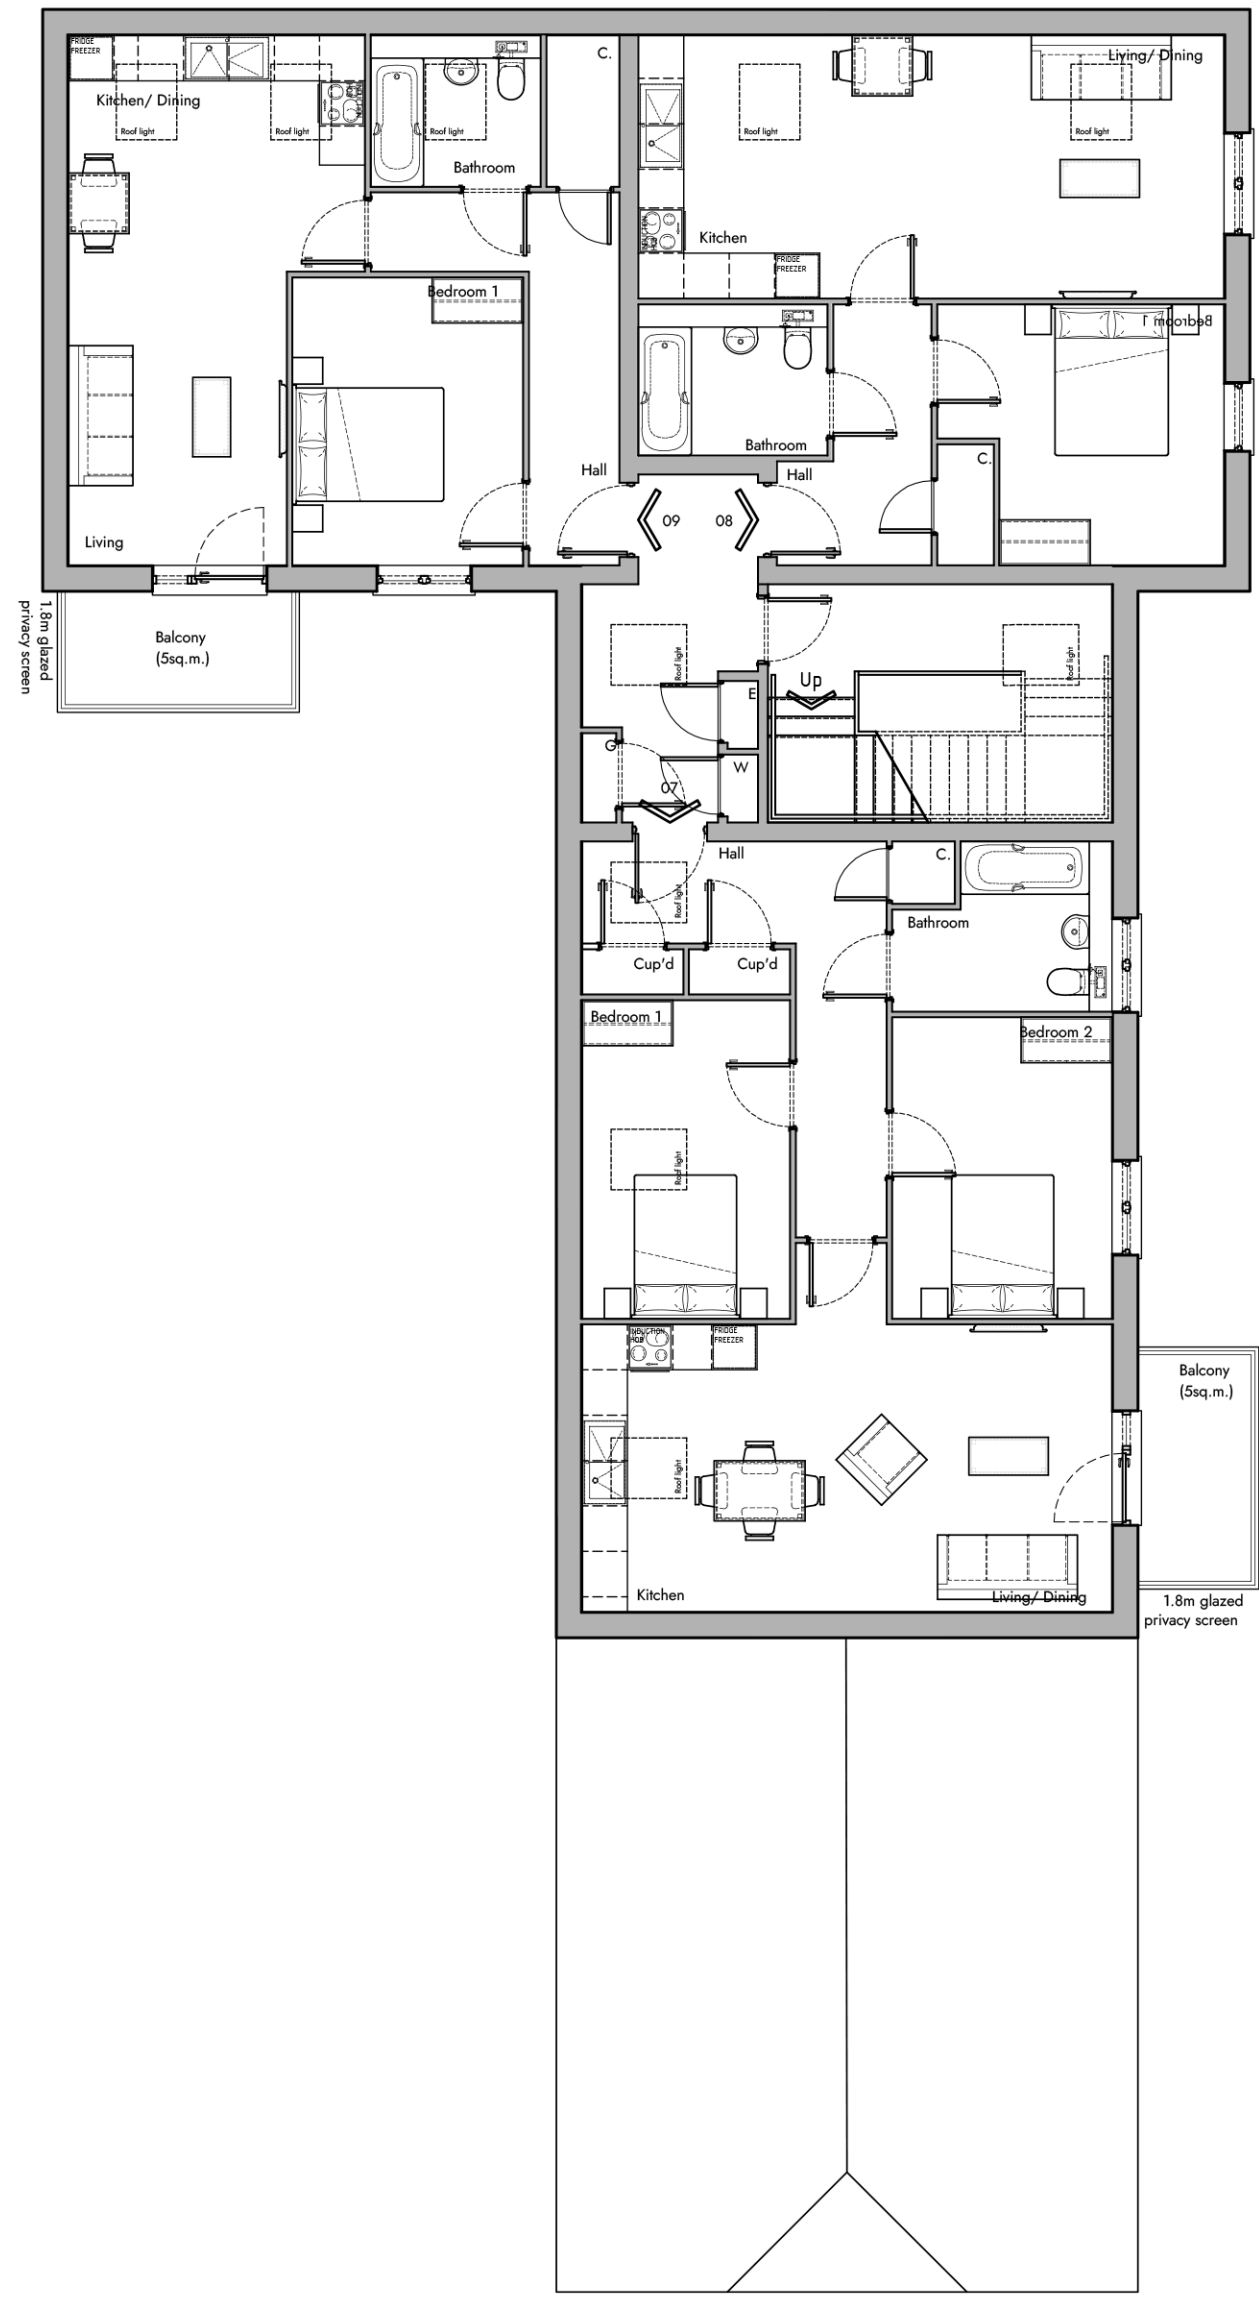 FRIDGE
FREEZER
Kitchen/ Dining
Roof light
Roof light
Roof light
Bathroom
C.
Living/ Dining
Roof light
Roof light
Kitchen
INDUCTION
HOB
FRIDGE
FREEZER
Bedroom 1
Bedroom 1
Bathroom
C.
Hall
Hall
09
08
Living
1.8m glazed
privacy screen
Balcony
(5sq.m.)
Roof light
Roof light
Up
E
G
W
07
Hall
C.
Roof light
Bathroom
Cup'd
Cup'd
Bedroom 1
Bedroom 2
Roof light
INDUCTION
HOB
FRIDGE
FREEZER
Balcony
(5sq.m.)
Roof light
Kitchen
Living/ Dining
1.8m glazed
privacy screen